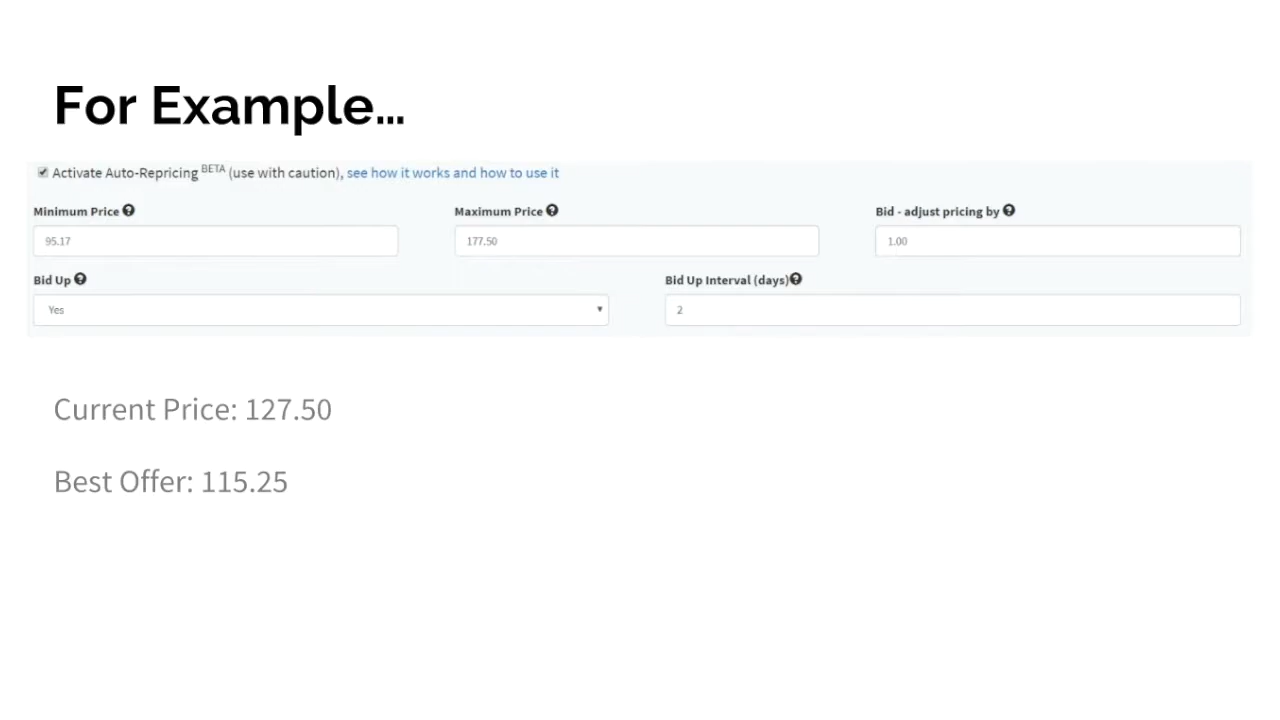 For Example...
Activate Auto-Repricing BETA (use with caution), see how it works and how to use it
Minimum Price Maximum Price Bid - adjust pricing by
95.17 177.50 1.00
Bid Up Bid Up Interval (days)
Yes 2
Current Price: 127.50
Best Offer: 115.25